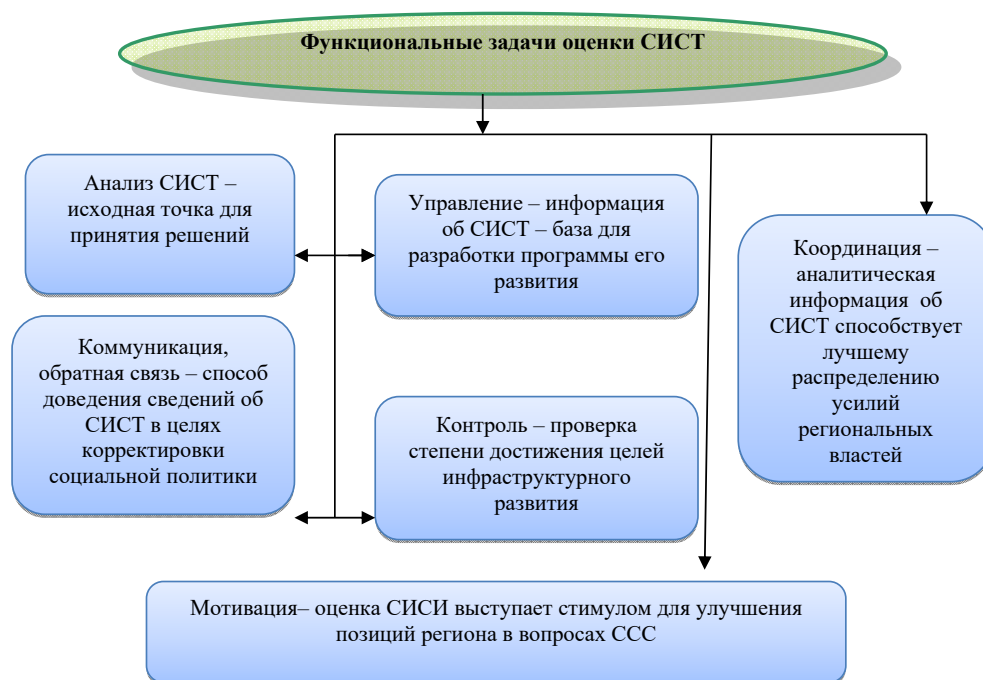 Функциональные задачи оценки СИСТ
Анализ СИСТ –
исходная точка для
принятия решений
Управление – информация
об СИСТ – база для
разработки программы его
развития
Координация –
аналитическая
информация об
СИСТ способствует
лучшему
распределению
усилий
региональных
властей
Коммуникация,
обратная связь – способ
доведения сведений об
СИСТ в целях
корректировки
социальной политики
Контроль – проверка
степени достижения целей
инфраструктурного
развития
Мотивация– оценка СИСИ выступает стимулом для улучшения
позиций региона в вопросах ССС